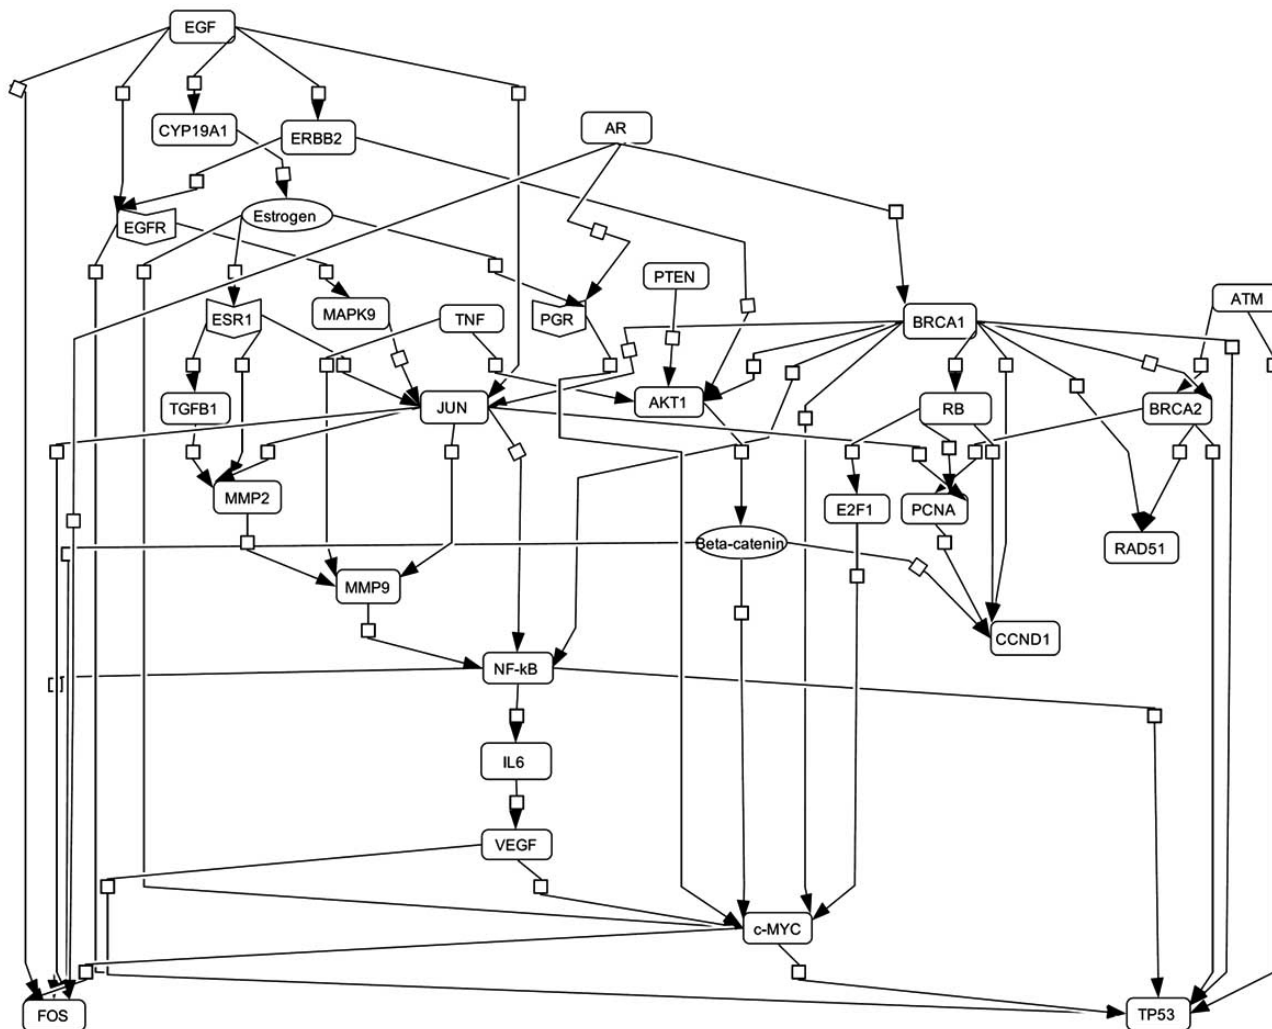 EGF
CYP19A1
ERBB2
AR
EGFR
Estrogen
PTEN
ATM
ESR1
MAPK9
TNF
PGR
BRCA1
TGFB1
JUN
AKT1
RB
BRCA2
MMP2
E2F1
PCNA
Beta-catenin
RAD51
MMP9
CCND1
NF-kB
IL6
VEGF
c-MYC
FOS
TP53